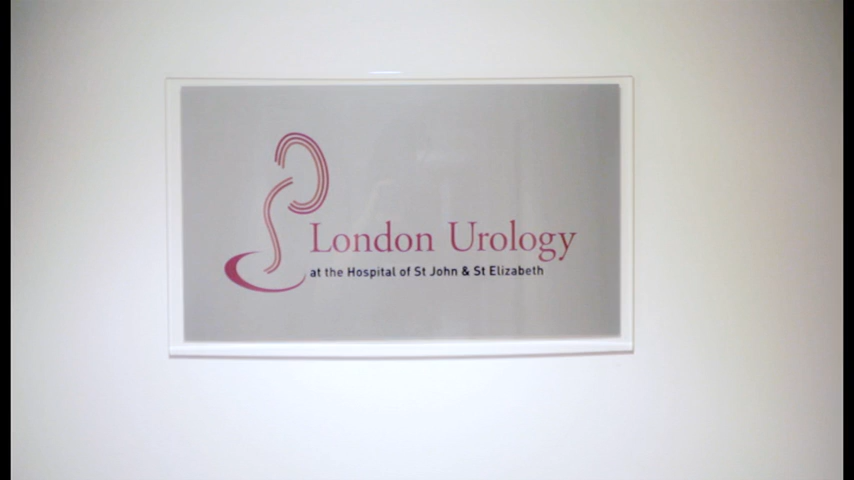 London Urology
at the Hospital of St John & St Elizabeth